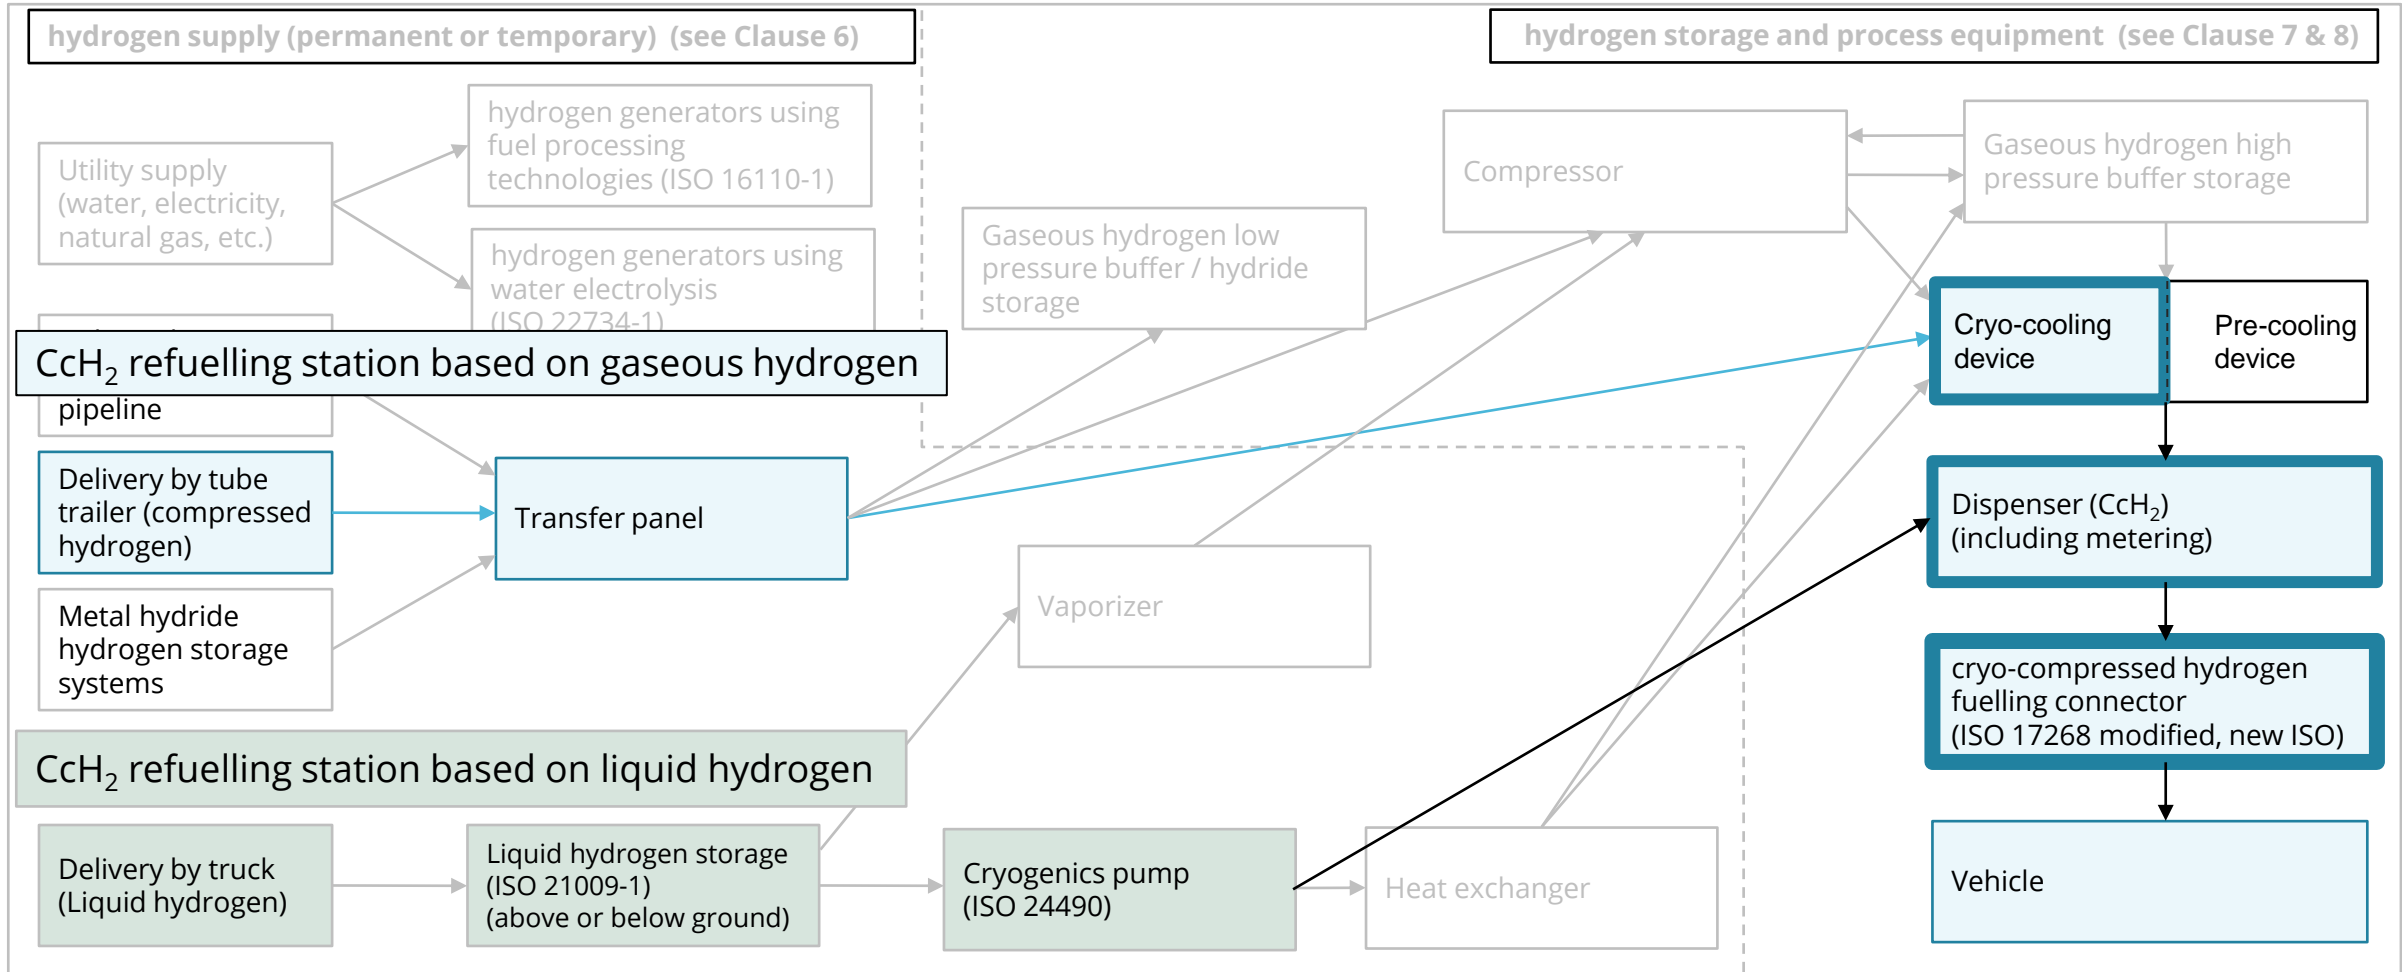 hydrogen supply (permanent or temporary) (see Clause 6)
hydrogen storage and process equipment (see Clause 7 & 8)
Utility supply
(water, electricity,
natural gas, etc.)
hydrogen generators using
fuel processing
technologies (ISO 16110-1)
hydrogen generators using
water electrolysis
(ISO 22734-1)
Gaseous hydrogen low
pressure buffer / hydride
storage
Compressor
Gaseous hydrogen high
pressure buffer storage
Cryo-cooling
device
Pre-cooling
device
CcH₂ refuelling station based on gaseous hydrogen
pipeline
Delivery by tube
trailer (compressed
hydrogen)
Transfer panel
Dispenser (CcH₂)
(including metering)
Metal hydride
hydrogen storage
systems
Vaporizer
cryo-compressed hydrogen
fuelling connector
(ISO 17268 modified, new ISO)
CcH₂ refuelling station based on liquid hydrogen
Delivery by truck
(Liquid hydrogen)
Liquid hydrogen storage
(ISO 21009-1)
(above or below ground)
Cryogenics pump
(ISO 24490)
Heat exchanger
Vehicle